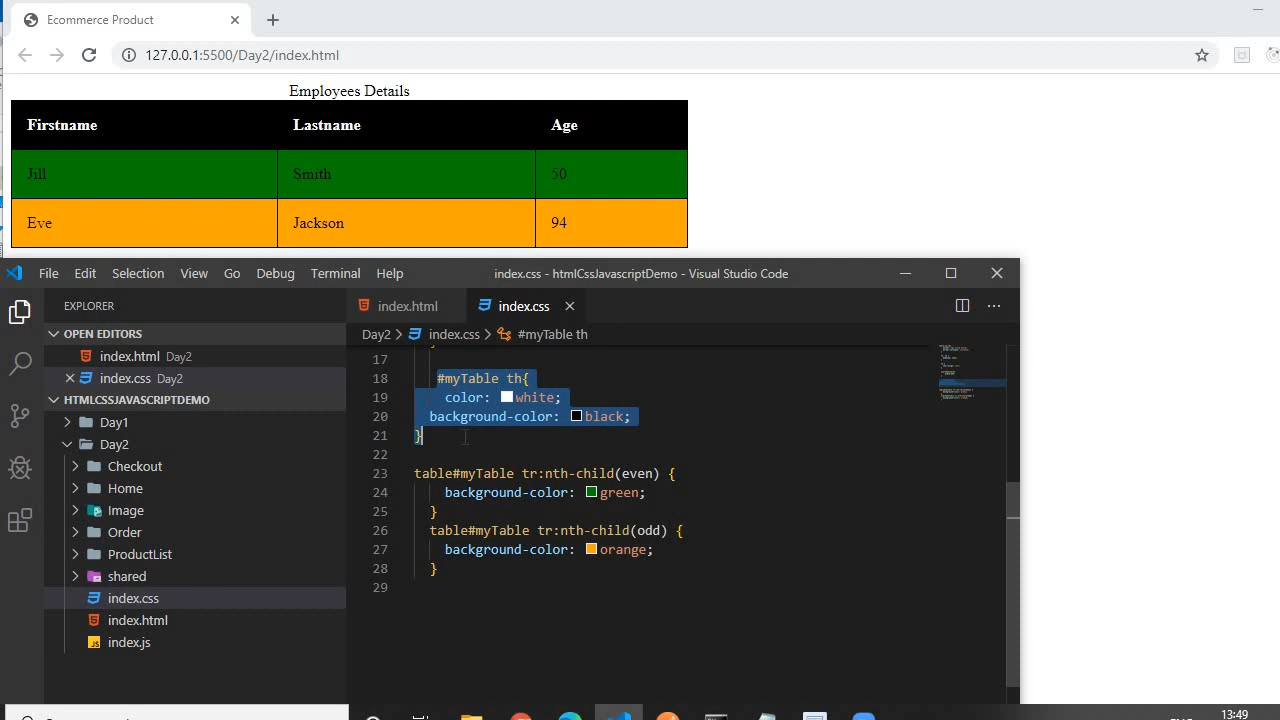 Ecommerce Product
127.0.0.1:5500/Day2/index.html
Employees Details
Firstname Lastname Age
Jill Smith 50
Eve Jackson 94
File Edit Selection View Go Debug Terminal Help index.css - htmlCssJavascriptDemo - Visual Studio Code
EXPLORER
index.html index.css
OPEN EDITORS
Day2 index.css #myTable th
index.html Day2
index.css Day2
HTMLCSSJAVASCRIPTDEMO
Day1
Day2
Checkout
Home
Image
Order
ProductList
shared
index.css
index.html
index.js
17
18 #myTable th{
19 color: white;
20 background-color: black;
21 }
22
23 table#myTable tr:nth-child(even) {
24 background-color: green;
25 }
26 table#myTable tr:nth-child(odd) {
27 background-color: orange;
28 }
29
13:49